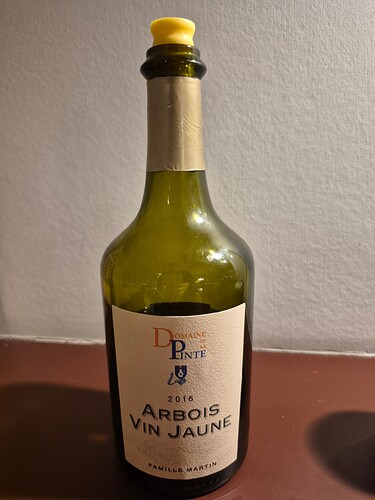 DOMAINE
DE LA
PINTE
2016
ARBOIS
VIN JAUNE
FAMILLE MARTIN